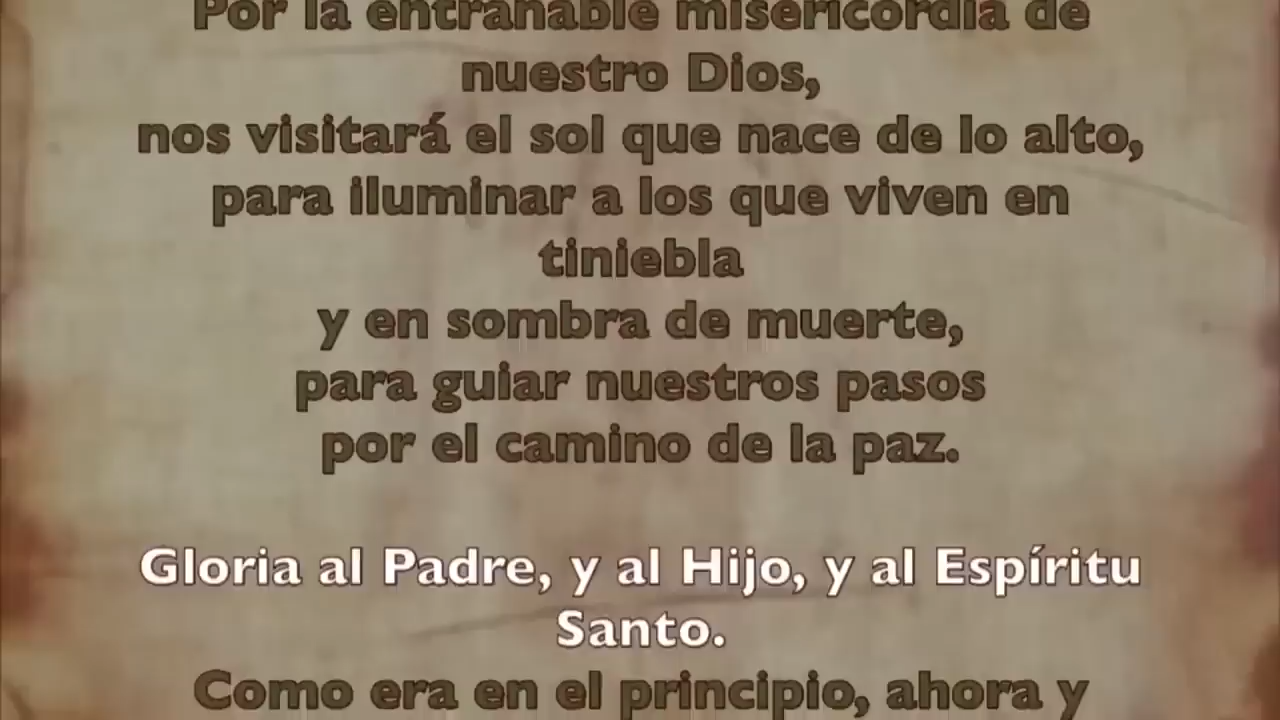 Por la entrañable misericordia de
nuestro Dios,
nos visitará el sol que nace de lo alto,
para iluminar a los que viven en
tiniebla
y en sombra de muerte,
para guiar nuestros pasos
por el camino de la paz.
Gloria al Padre, y al Hijo, y al Espíritu
Santo.
Como era en el principio, ahora y